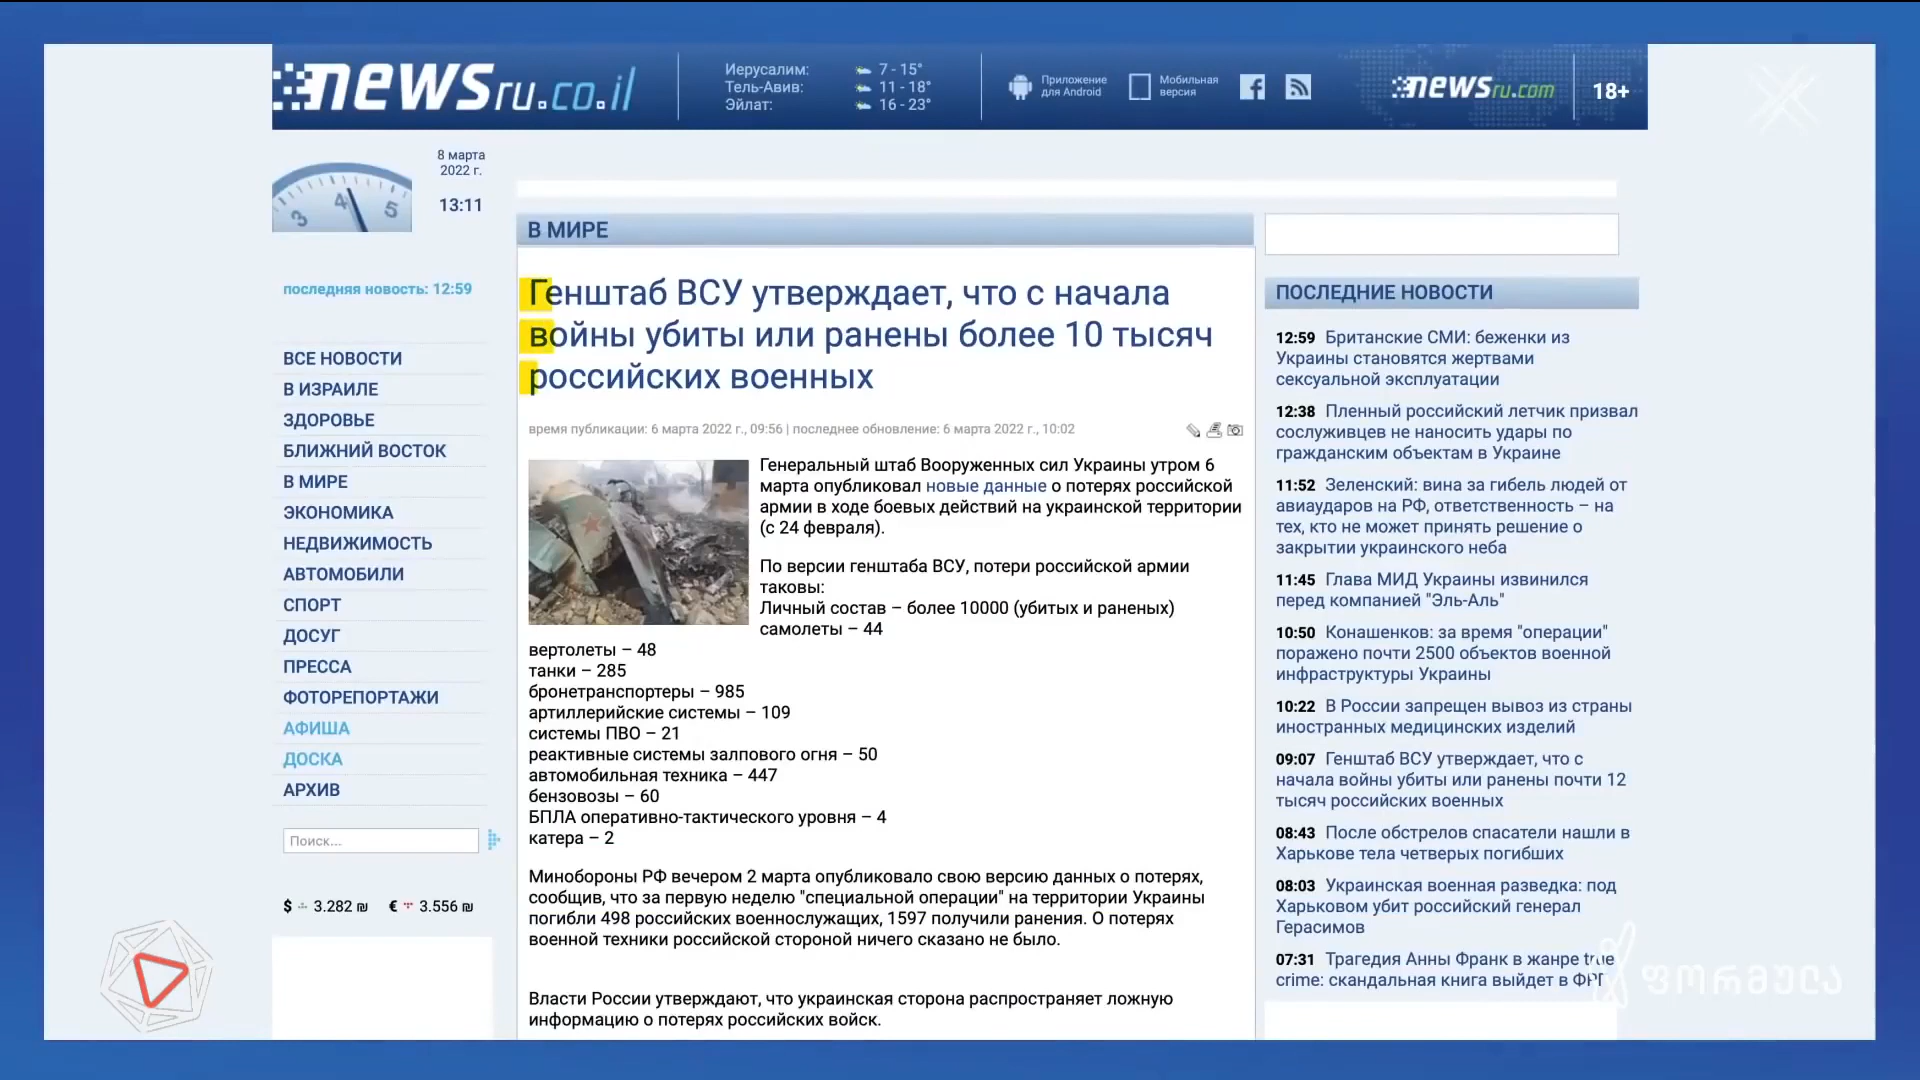 newsru.co.il
Иерусалим: 7 - 15°
Тель-Авив: 11 - 18°
Эйлат: 16 - 23°
Приложение
для Android
Мобильная
версия
newsru.com
18+
8 марта
2022 г.
3 4 5
13:11
последняя новость: 12:59
ВСЕ НОВОСТИ
В ИЗРАИЛЕ
ЗДОРОВЬЕ
БЛИЖНИЙ ВОСТОК
В МИРЕ
ЭКОНОМИКА
НЕДВИЖИМОСТЬ
АВТОМОБИЛИ
СПОРТ
ДОСУГ
ПРЕССА
ФОТОРЕПОРТАЖИ
АФИША
ДОСКА
АРХИВ
Поиск...
$ 3.282 ₪ € 3.556 ₪
В МИРЕ
Генштаб ВСУ утверждает, что с начала
войны убиты или ранены более 10 тысяч
российских военных
время публикации: 6 марта 2022 г., 09:56 | последнее обновление: 6 марта 2022 г., 10:02
Генеральный штаб Вооруженных сил Украины утром 6
марта опубликовал новые данные о потерях российской
армии в ходе боевых действий на украинской территории
(с 24 февраля).
По версии генштаба ВСУ, потери российской армии
таковы:
Личный состав – более 10000 (убитых и раненых)
самолеты – 44
вертолеты – 48
танки – 285
бронетранспортеры – 985
артиллерийские системы – 109
системы ПВО – 21
реактивные системы залпового огня – 50
автомобильная техника – 447
бензовозы – 60
БПЛА оперативно-тактического уровня – 4
катера – 2
Минобороны РФ вечером 2 марта опубликовало свою версию данных о потерях,
сообщив, что за первую неделю "специальной операции" на территории Украины
погибли 498 российских военнослужащих, 1597 получили ранения. О потерях
военной техники российской стороной ничего сказано не было.
Власти России утверждают, что украинская сторона распространяет ложную
информацию о потерях российских войск.
ПОСЛЕДНИЕ НОВОСТИ
12:59 Британские СМИ: беженки из
Украины становятся жертвами
сексуальной эксплуатации
12:38 Пленный российский летчик призвал
сослуживцев не наносить удары по
гражданским объектам в Украине
11:52 Зеленский: вина за гибель людей от
авиаударов на РФ, ответственность – на
тех, кто не может принять решение о
закрытии украинского неба
11:45 Глава МИД Украины извинился
перед компанией "Эль-Аль"
10:50 Конашенков: за время "операции"
поражено почти 2500 объектов военной
инфраструктуры Украины
10:22 В России запрещен вывоз из страны
иностранных медицинских изделий
09:07 Генштаб ВСУ утверждает, что с
начала войны убиты или ранены почти 12
тысяч российских военных
08:43 После обстрелов спасатели нашли в
Харькове тела четверых погибших
08:03 Украинская военная разведка: под
Харьковом убит российский генерал
Герасимов
07:31 Трагедия Анны Франк в жанре true
crime: скандальная книга выйдет в ФРГ
ფორმულა